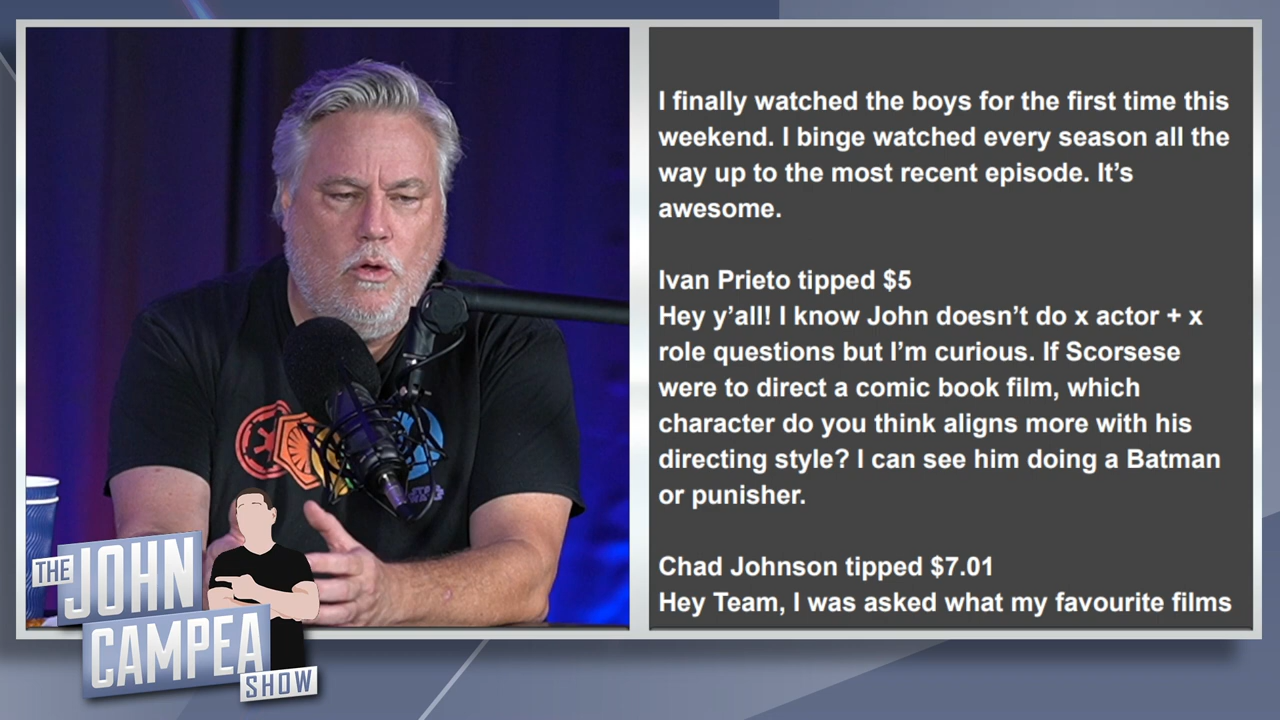 I finally watched the boys for the first time this
weekend. I binge watched every season all the
way up to the most recent episode. It's
awesome.
Ivan Prieto tipped $5
Hey y'all! I know John doesn't do x actor + x
role questions but I'm curious. If Scorsese
were to direct a comic book film, which
character do you think aligns more with his
directing style? I can see him doing a Batman
or punisher.
Chad Johnson tipped $7.01
Hey Team, I was asked what my favourite films
THE JOHN
CAMPEA
SHOW